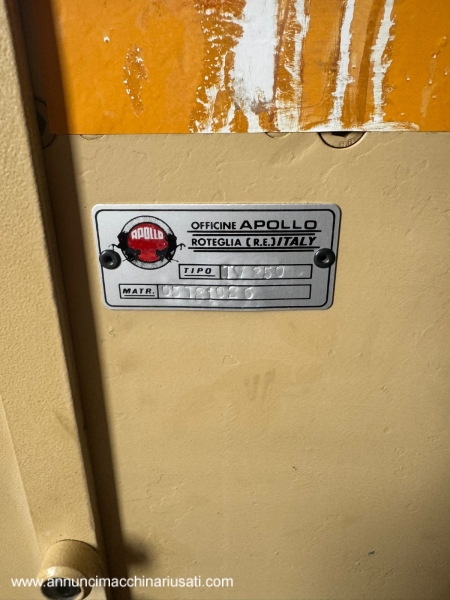 OFFICINE APOLLO
APOLLO
ROTEGLIA (R.E.) ITALY
TIPO
MATR.
www.annuncimacchinariusati.com